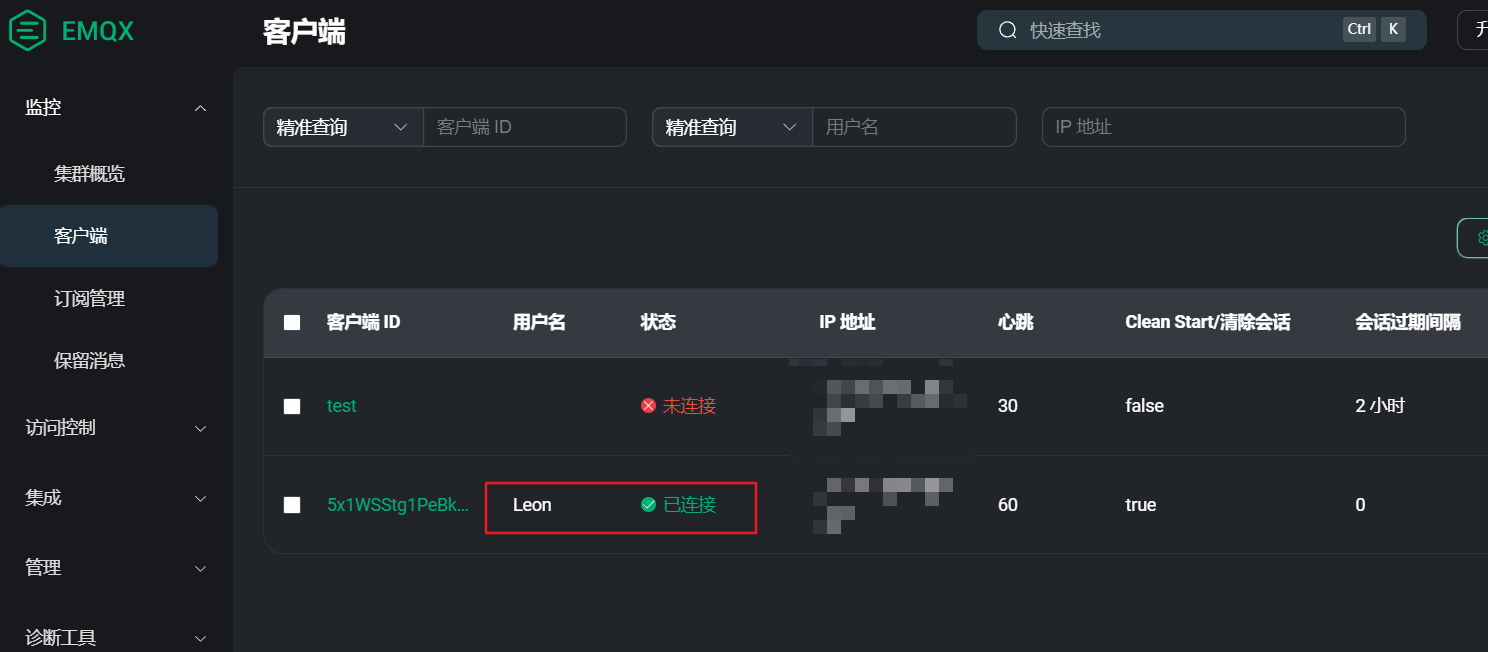 EMQX
客户端
快速查找
Ctrl K
监控
精准查询 客户端 ID 精准查询 用户名 IP 地址
集群概览
客户端
订阅管理
保留消息
访问控制
集成
管理
诊断工具
客户端 ID 用户名 状态 IP 地址 心跳 Clean Start/清除会话 会话过期间隔
test 未连接 30 false 2 小时
5x1WSStg1PeBk... Leon 已连接 60 true 0